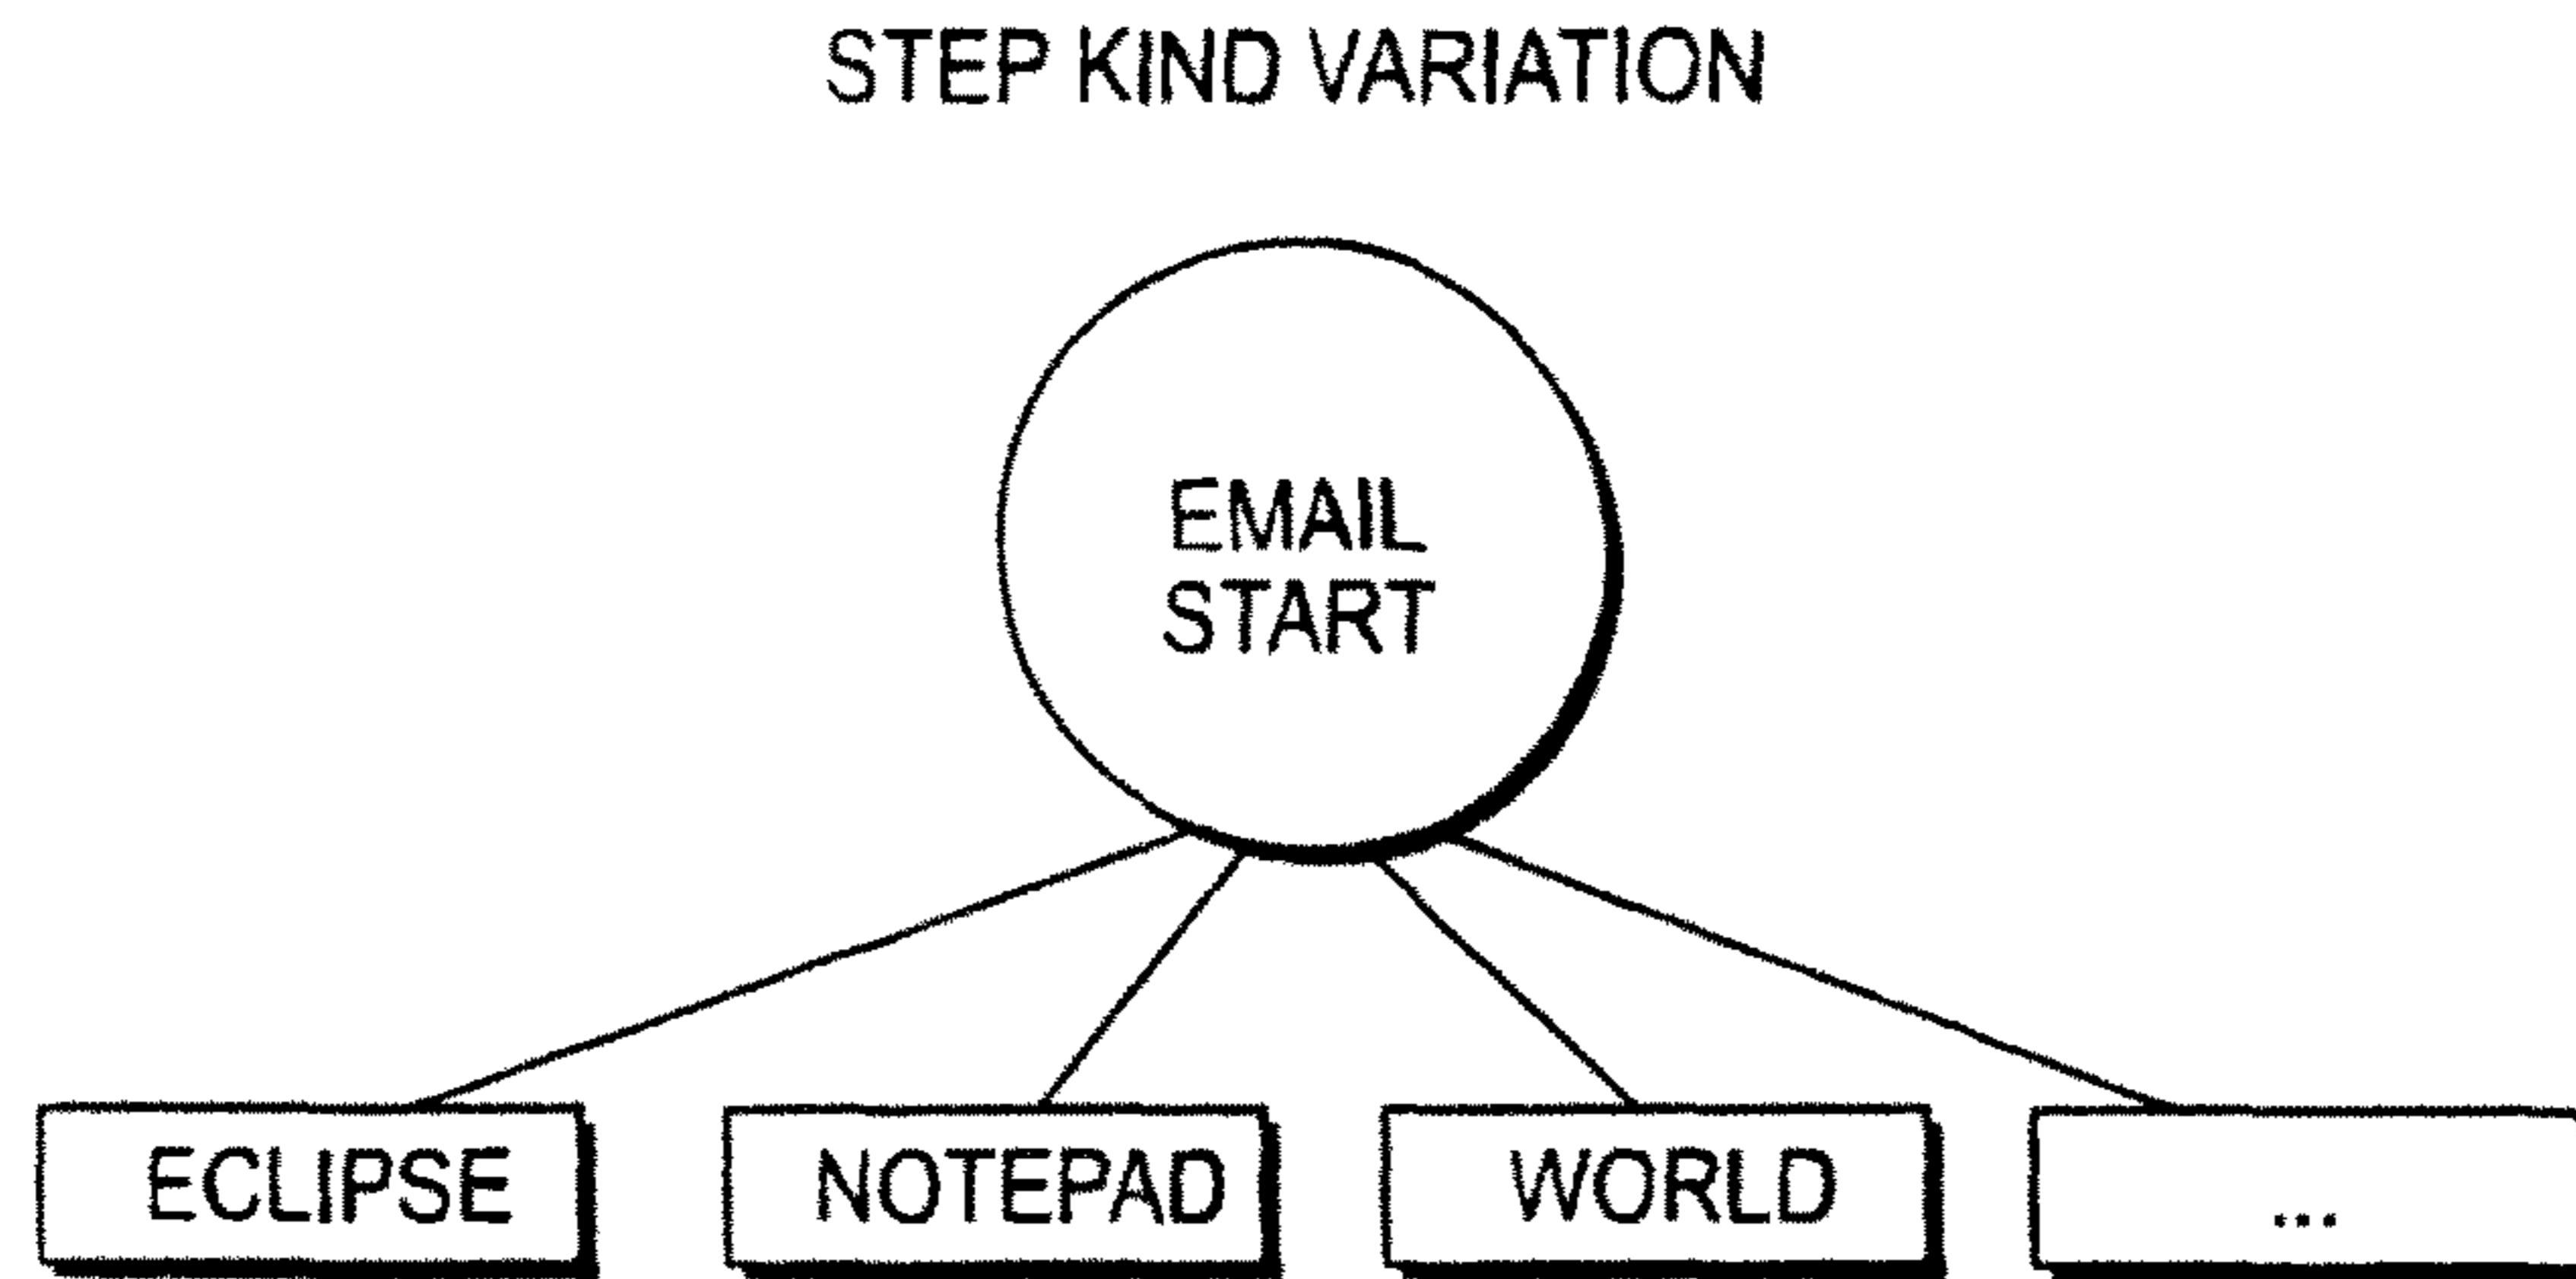 STEP KIND VARIATION
EMAIL
START
ECLIPSE
NOTEPAD
WORLD
...